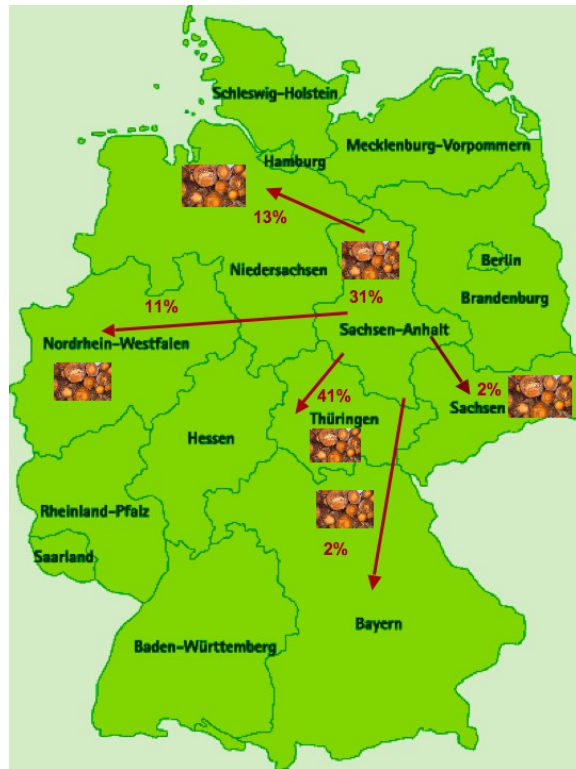 Schleswig-Holstein
Mecklenburg-Vorpommern
Hamburg
13%
Berlin
Niedersachsen
31%
Brandenburg
11%
Sachsen-Anhalt
Nordrhein-Westfalen
2%
41%
Sachsen
Thüringen
Hessen
Rheinland-Pfalz
2%
Saarland
Bayern
Baden-Württemberg